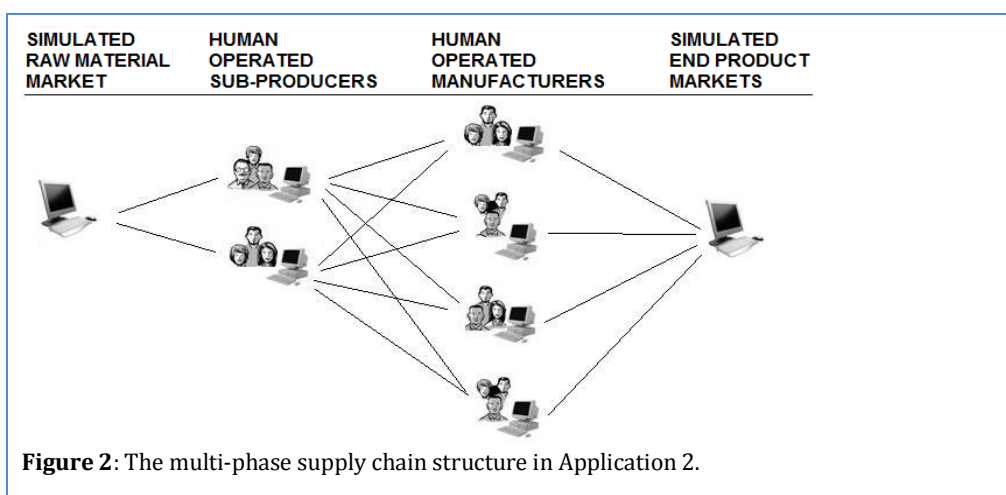 SIMULATED
RAW MATERIAL
MARKET
HUMAN
OPERATED
SUB-PRODUCERS
HUMAN
OPERATED
MANUFACTURERS
SIMULATED
END PRODUCT
MARKETS
Figure 2: The multi-phase supply chain structure in Application 2.